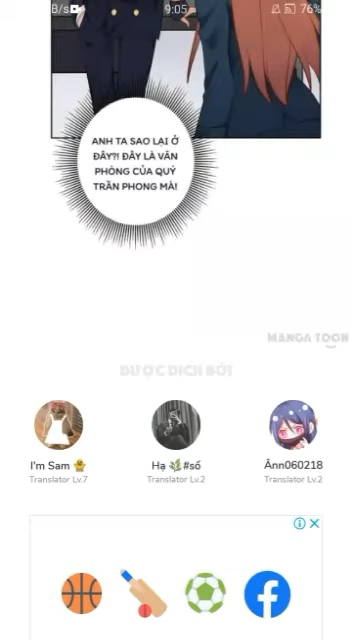 B/s 9:05 76%
ANH TA SAO LẠI Ở
ĐÂY?! ĐÂY LÀ VĂN
PHÒNG CỦA QUÝ
TRẦN PHONG MÀ!
MANGA TOON
ĐƯỢC DỊCH BỞI
I'm Sam Hạ #số Ânn060218
Translator Lv.7 Translator Lv.2 Translator Lv.2